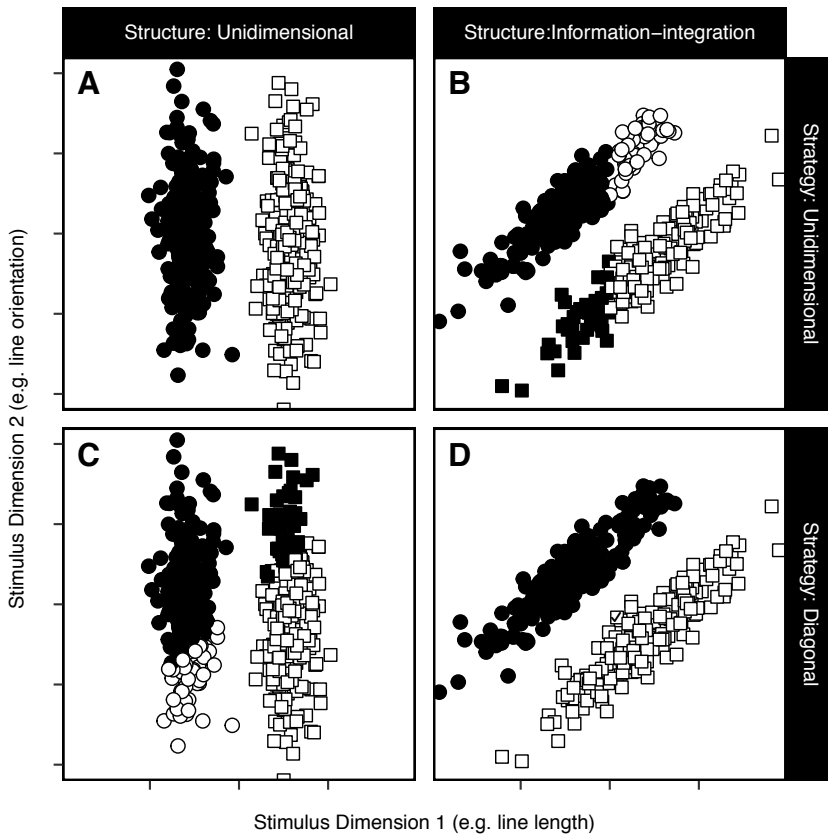 Structure: Unidimensional
Structure:Information−integration
A
B
Strategy: Unidimensional
C
D
Strategy: Diagonal
Stimulus Dimension 2 (e.g. line orientation)
Stimulus Dimension 1 (e.g. line length)